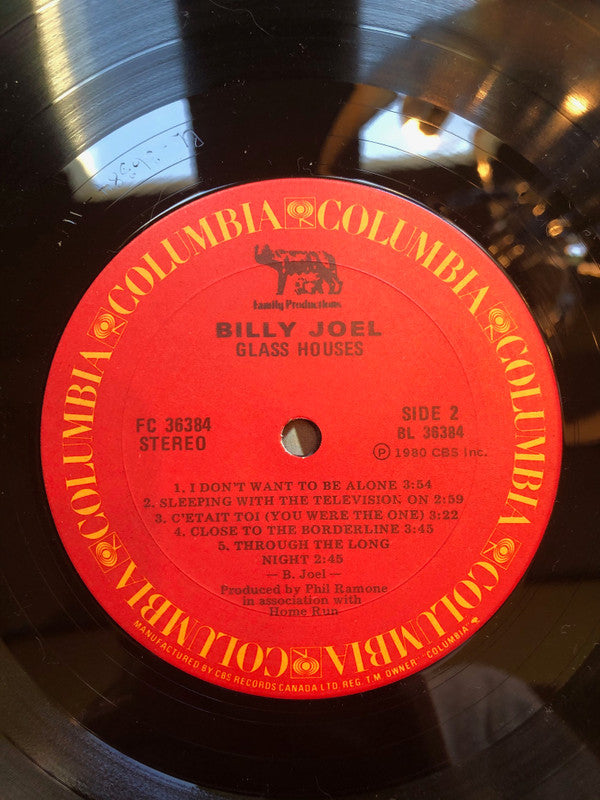 COLUMBIA COLUMBIA COLUMBIA COLUMBIA COLUMBIA COLUMBIA COLUMBIA COLUMBIA
Family Productions
BILLY JOEL
GLASS HOUSES
FC 36384
STEREO
SIDE 2
BL 36384
Ⓟ 1980 CBS Inc.
1. I DON'T WANT TO BE ALONE 3:54
2. SLEEPING WITH THE TELEVISION ON 2:59
3. C'ETAIT TOI (YOU WERE THE ONE) 3:22
4. CLOSE TO THE BORDERLINE 3:45
5. THROUGH THE LONG
NIGHT 2:45
— B. Joel —
Produced by Phil Ramone
in association with
Home Run
MANUFACTURED BY CBS RECORDS CANADA LTD. REG. T.M. OWNER "COLUMBIA"